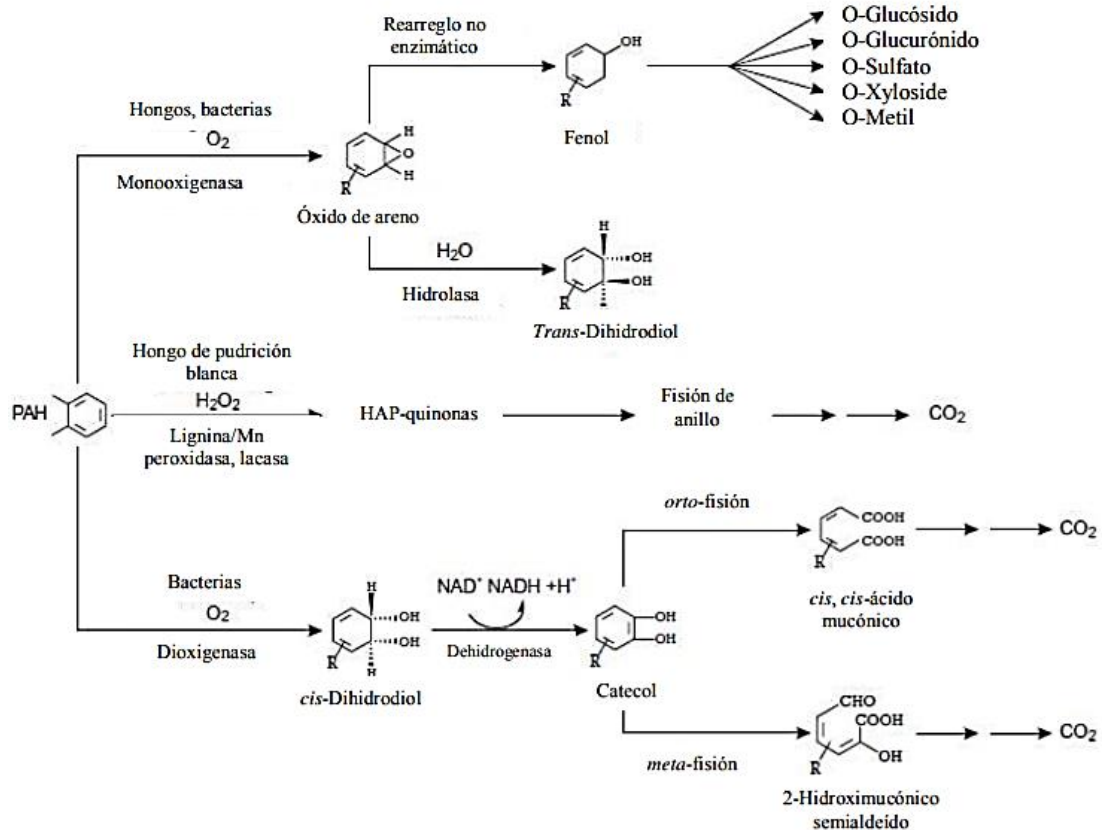 Rearreglo no
enzimático
OH
R
Fenol
O-Glucósido
O-Glucurónido
O-Sulfato
O-Xyloside
O-Metil
Hongos, bacterias
O₂
Monooxigenasa
H
O
H
R
Óxido de areno
H₂O
Hidrolasa
H
OH
OH
R
Trans-Dihidrodiol
Hongo de pudrición
blanca
H₂O₂
Lignina/Mn
peroxidasa, lacasa
PAH
HAP-quinonas
Fisión de
anillo
CO₂
Bacterias
O₂
Dioxigenasa
H
OH
OH
H
R
cis-Dihidrodiol
NAD⁺ NADH +H⁺
Dehidrogenasa
OH
OH
R
Catecol
orto-fisión
COOH
COOH
R
cis, cis-ácido
mucónico
CO₂
meta-fisión
CHO
COOH
OH
R
2-Hidroximucónico
semialdeído
CO₂